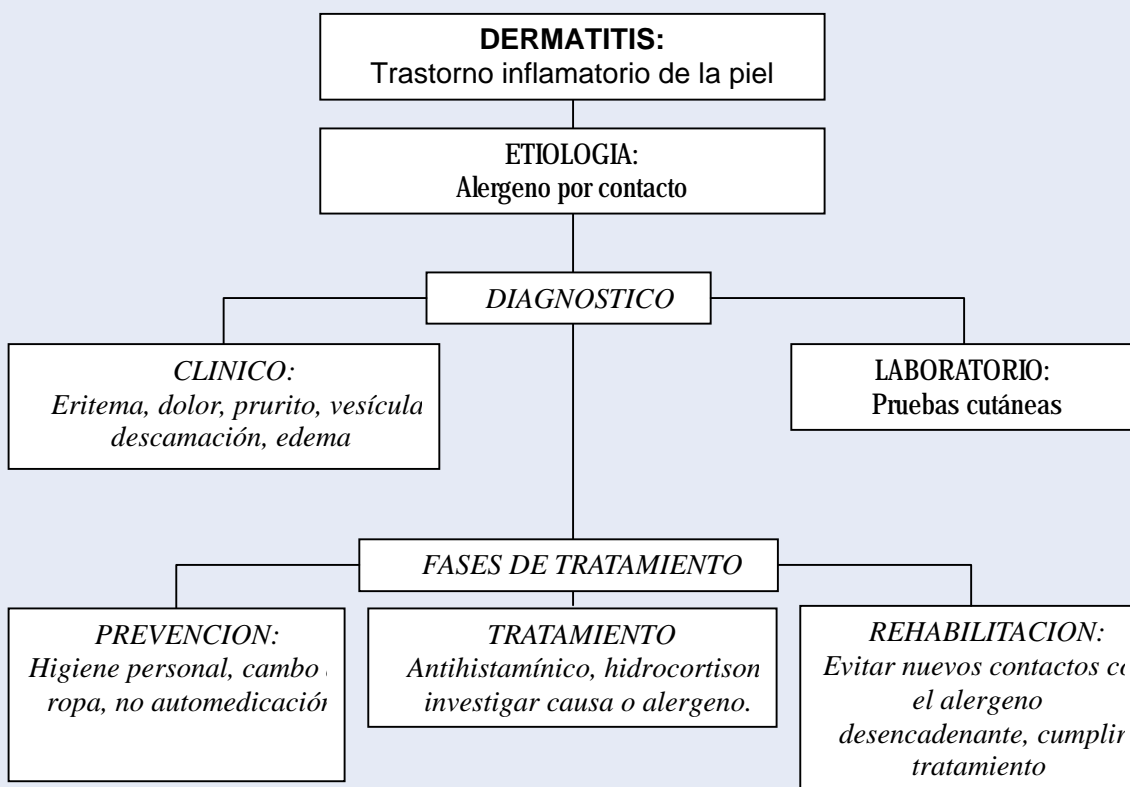 DERMATITIS:
Trastorno inflamatorio de la piel
ETIOLOGIA:
Alergeno por contacto
DIAGNOSTICO
CLINICO:
Eritema, dolor, prurito, vesícula
descamación, edema
LABORATORIO:
Pruebas cutáneas
FASES DE TRATAMIENTO
PREVENCION:
Higiene personal, cambo
ropa, no automedicación
TRATAMIENTO
Antihistamínico, hidrocortison
investigar causa o alergeno.
REHABILITACION:
Evitar nuevos contactos
el alergeno
desencadenante, cumplir
tratamiento